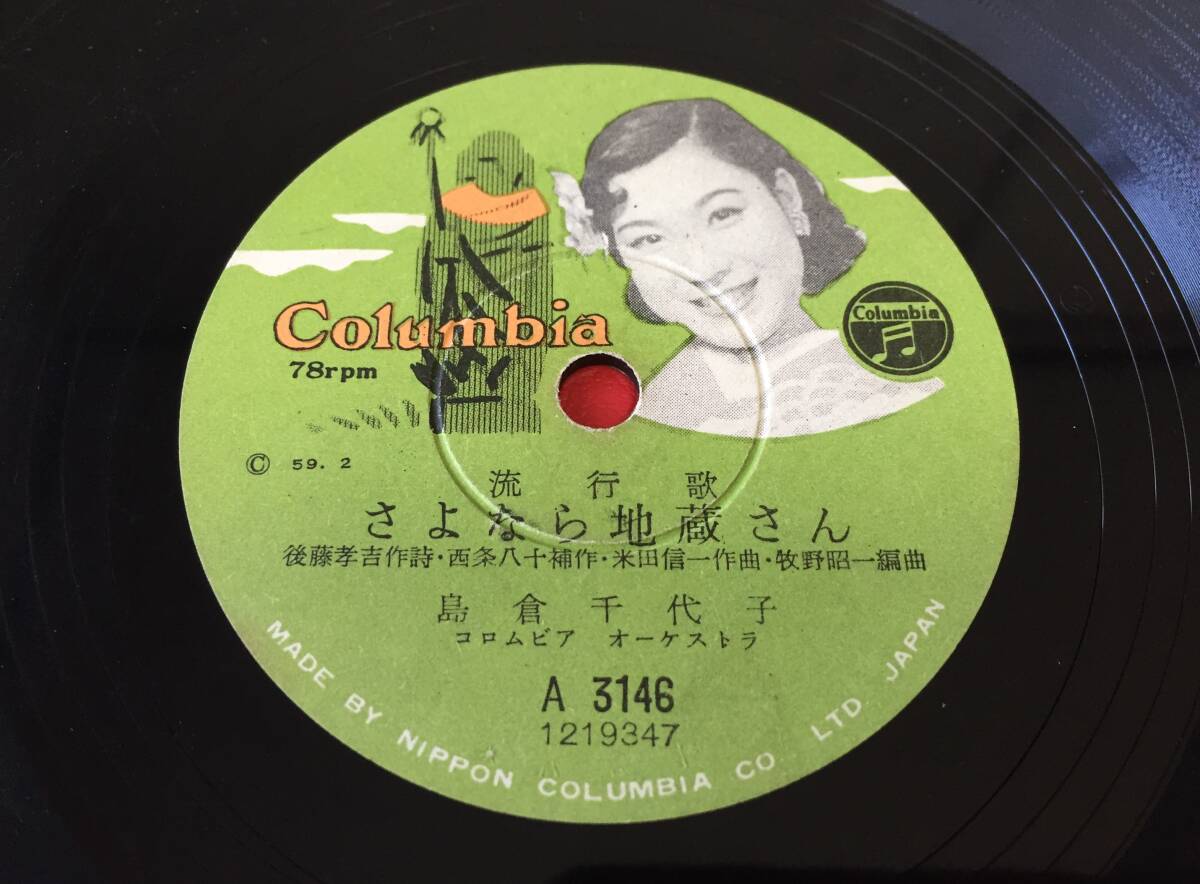 Columbia
78rpm
Columbia
© 59. 2
流行歌
さよなら地蔵さん
後藤孝吉作詩・西条八十補作・米田信一作曲・牧野昭一編曲
島倉千代子
コロムビア オーケストラ
A 3146
1219347
MADE BY NIPPON COLUMBIA CO LTD JAPAN